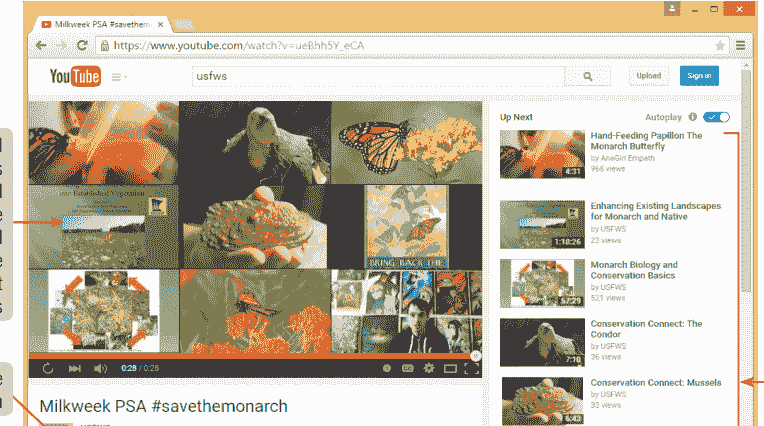 Milkweek PSA #savethemonarch
https://www.youtube.com/watch?v=ueBhh5Y_eCA
YouTube
usfws
Upload
Sign in
Up Next
Autoplay
Hand-Feeding Papillon The
Monarch Butterfly
by AnaGirl Empath
968 views
4:31
Enhancing Existing Landscapes
for Monarch and Native
by USFWS
23 views
1:18:26
Monarch Biology and
Conservation Basics
by USFWS
521 views
57:29
Conservation Connect: The
Condor
by USFWS
36 views
7:10
Conservation Connect: Mussels
by USFWS
38 views
6:43
Established Vegetation
BRING BACK THE
0:28 / 0:28
Milkweek PSA #savethemonarch